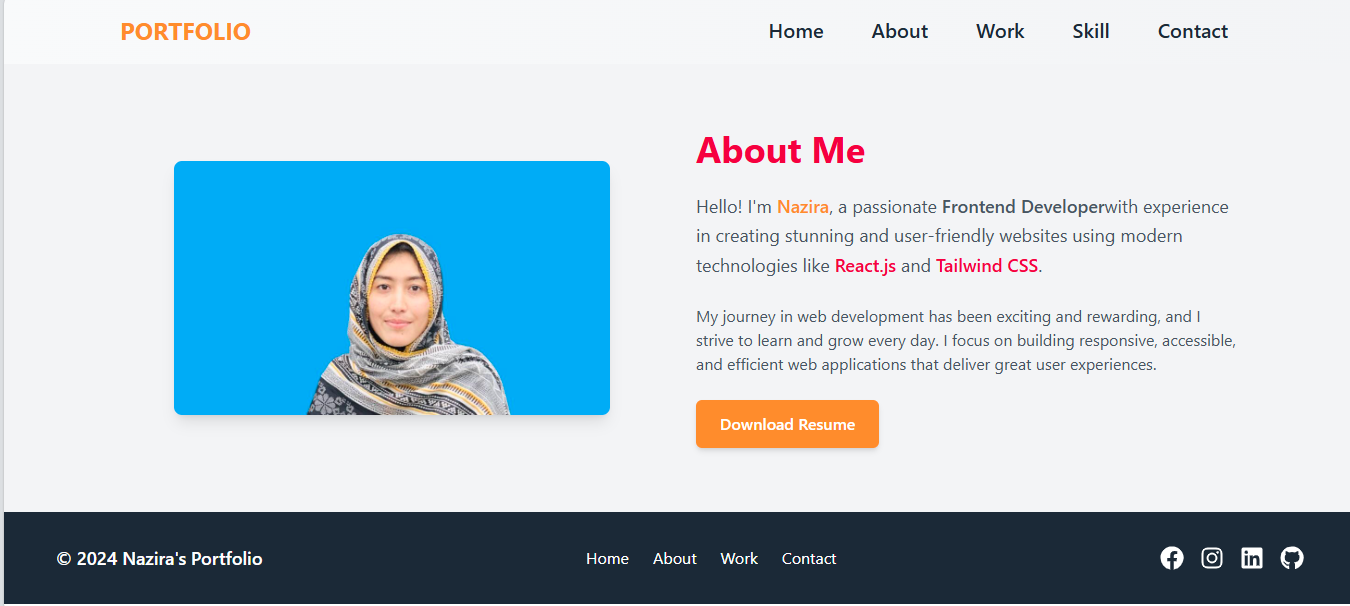 PORTFOLIO
Home About Work Skill Contact
About Me
Hello! I'm Nazira, a passionate Frontend Developerwith experience
in creating stunning and user-friendly websites using modern
technologies like React.js and Tailwind CSS.
My journey in web development has been exciting and rewarding, and I
strive to learn and grow every day. I focus on building responsive, accessible,
and efficient web applications that deliver great user experiences.
Download Resume
© 2024 Nazira's Portfolio
Home About Work Contact
in